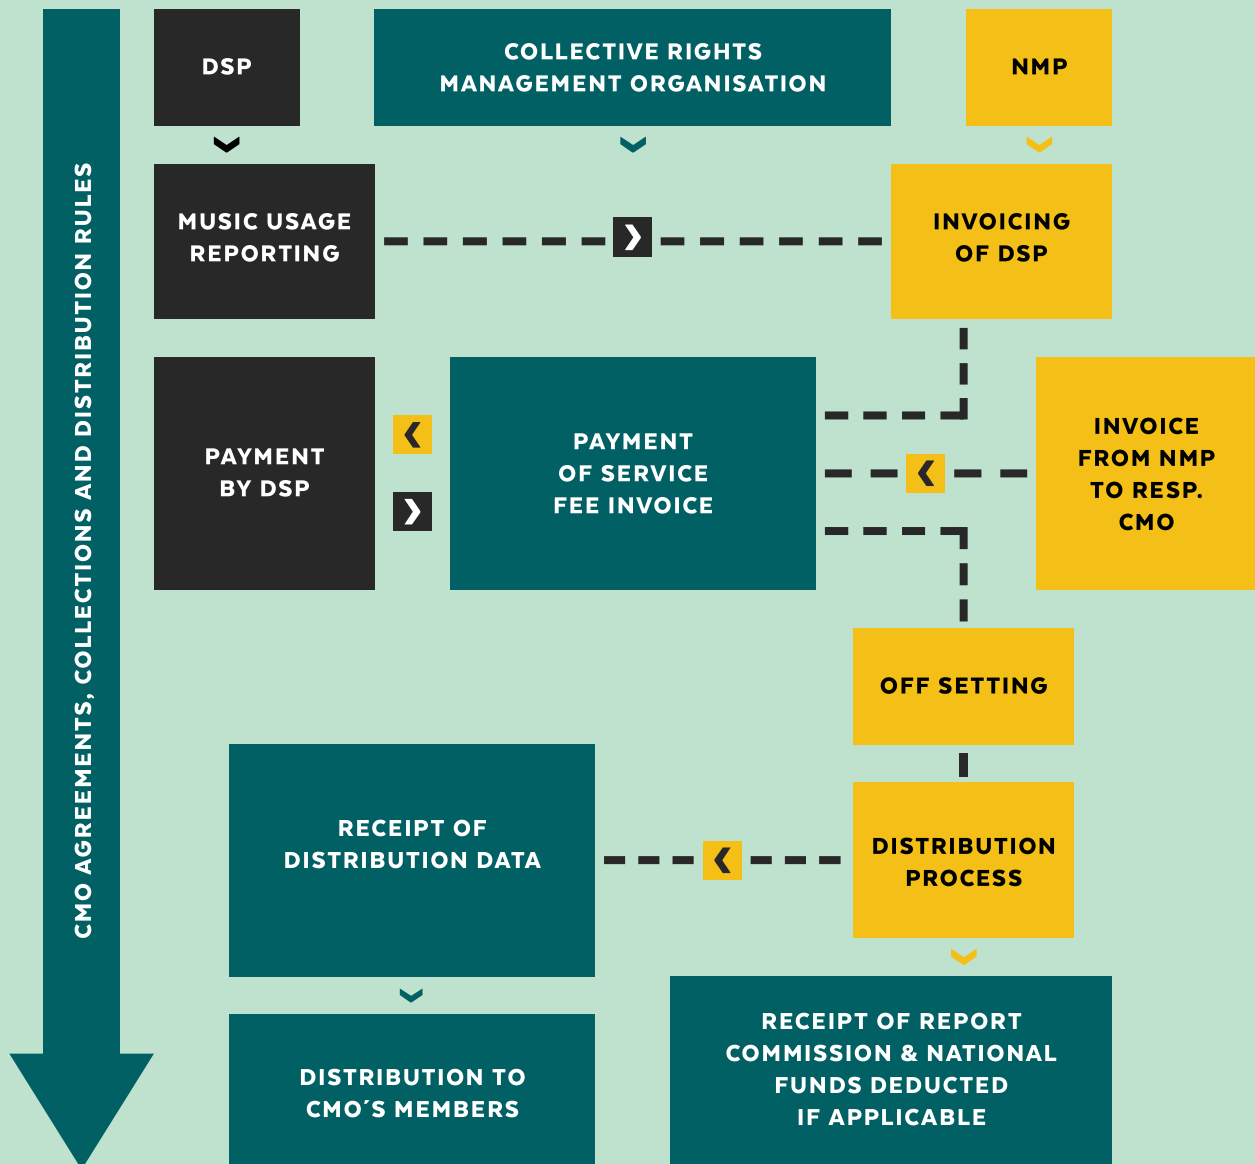 DSP
COLLECTIVE RIGHTS
MANAGEMENT ORGANISATION
NMP
CMO AGREEMENTS, COLLECTIONS AND DISTRIBUTION RULES
MUSIC USAGE
REPORTING
INVOICING
OF DSP
PAYMENT
BY DSP
PAYMENT
OF SERVICE
FEE INVOICE
INVOICE
FROM NMP
TO RESP.
CMO
OFF SETTING
RECEIPT OF
DISTRIBUTION DATA
DISTRIBUTION
PROCESS
DISTRIBUTION TO
CMO´S MEMBERS
RECEIPT OF REPORT
COMMISSION & NATIONAL
FUNDS DEDUCTED
IF APPLICABLE